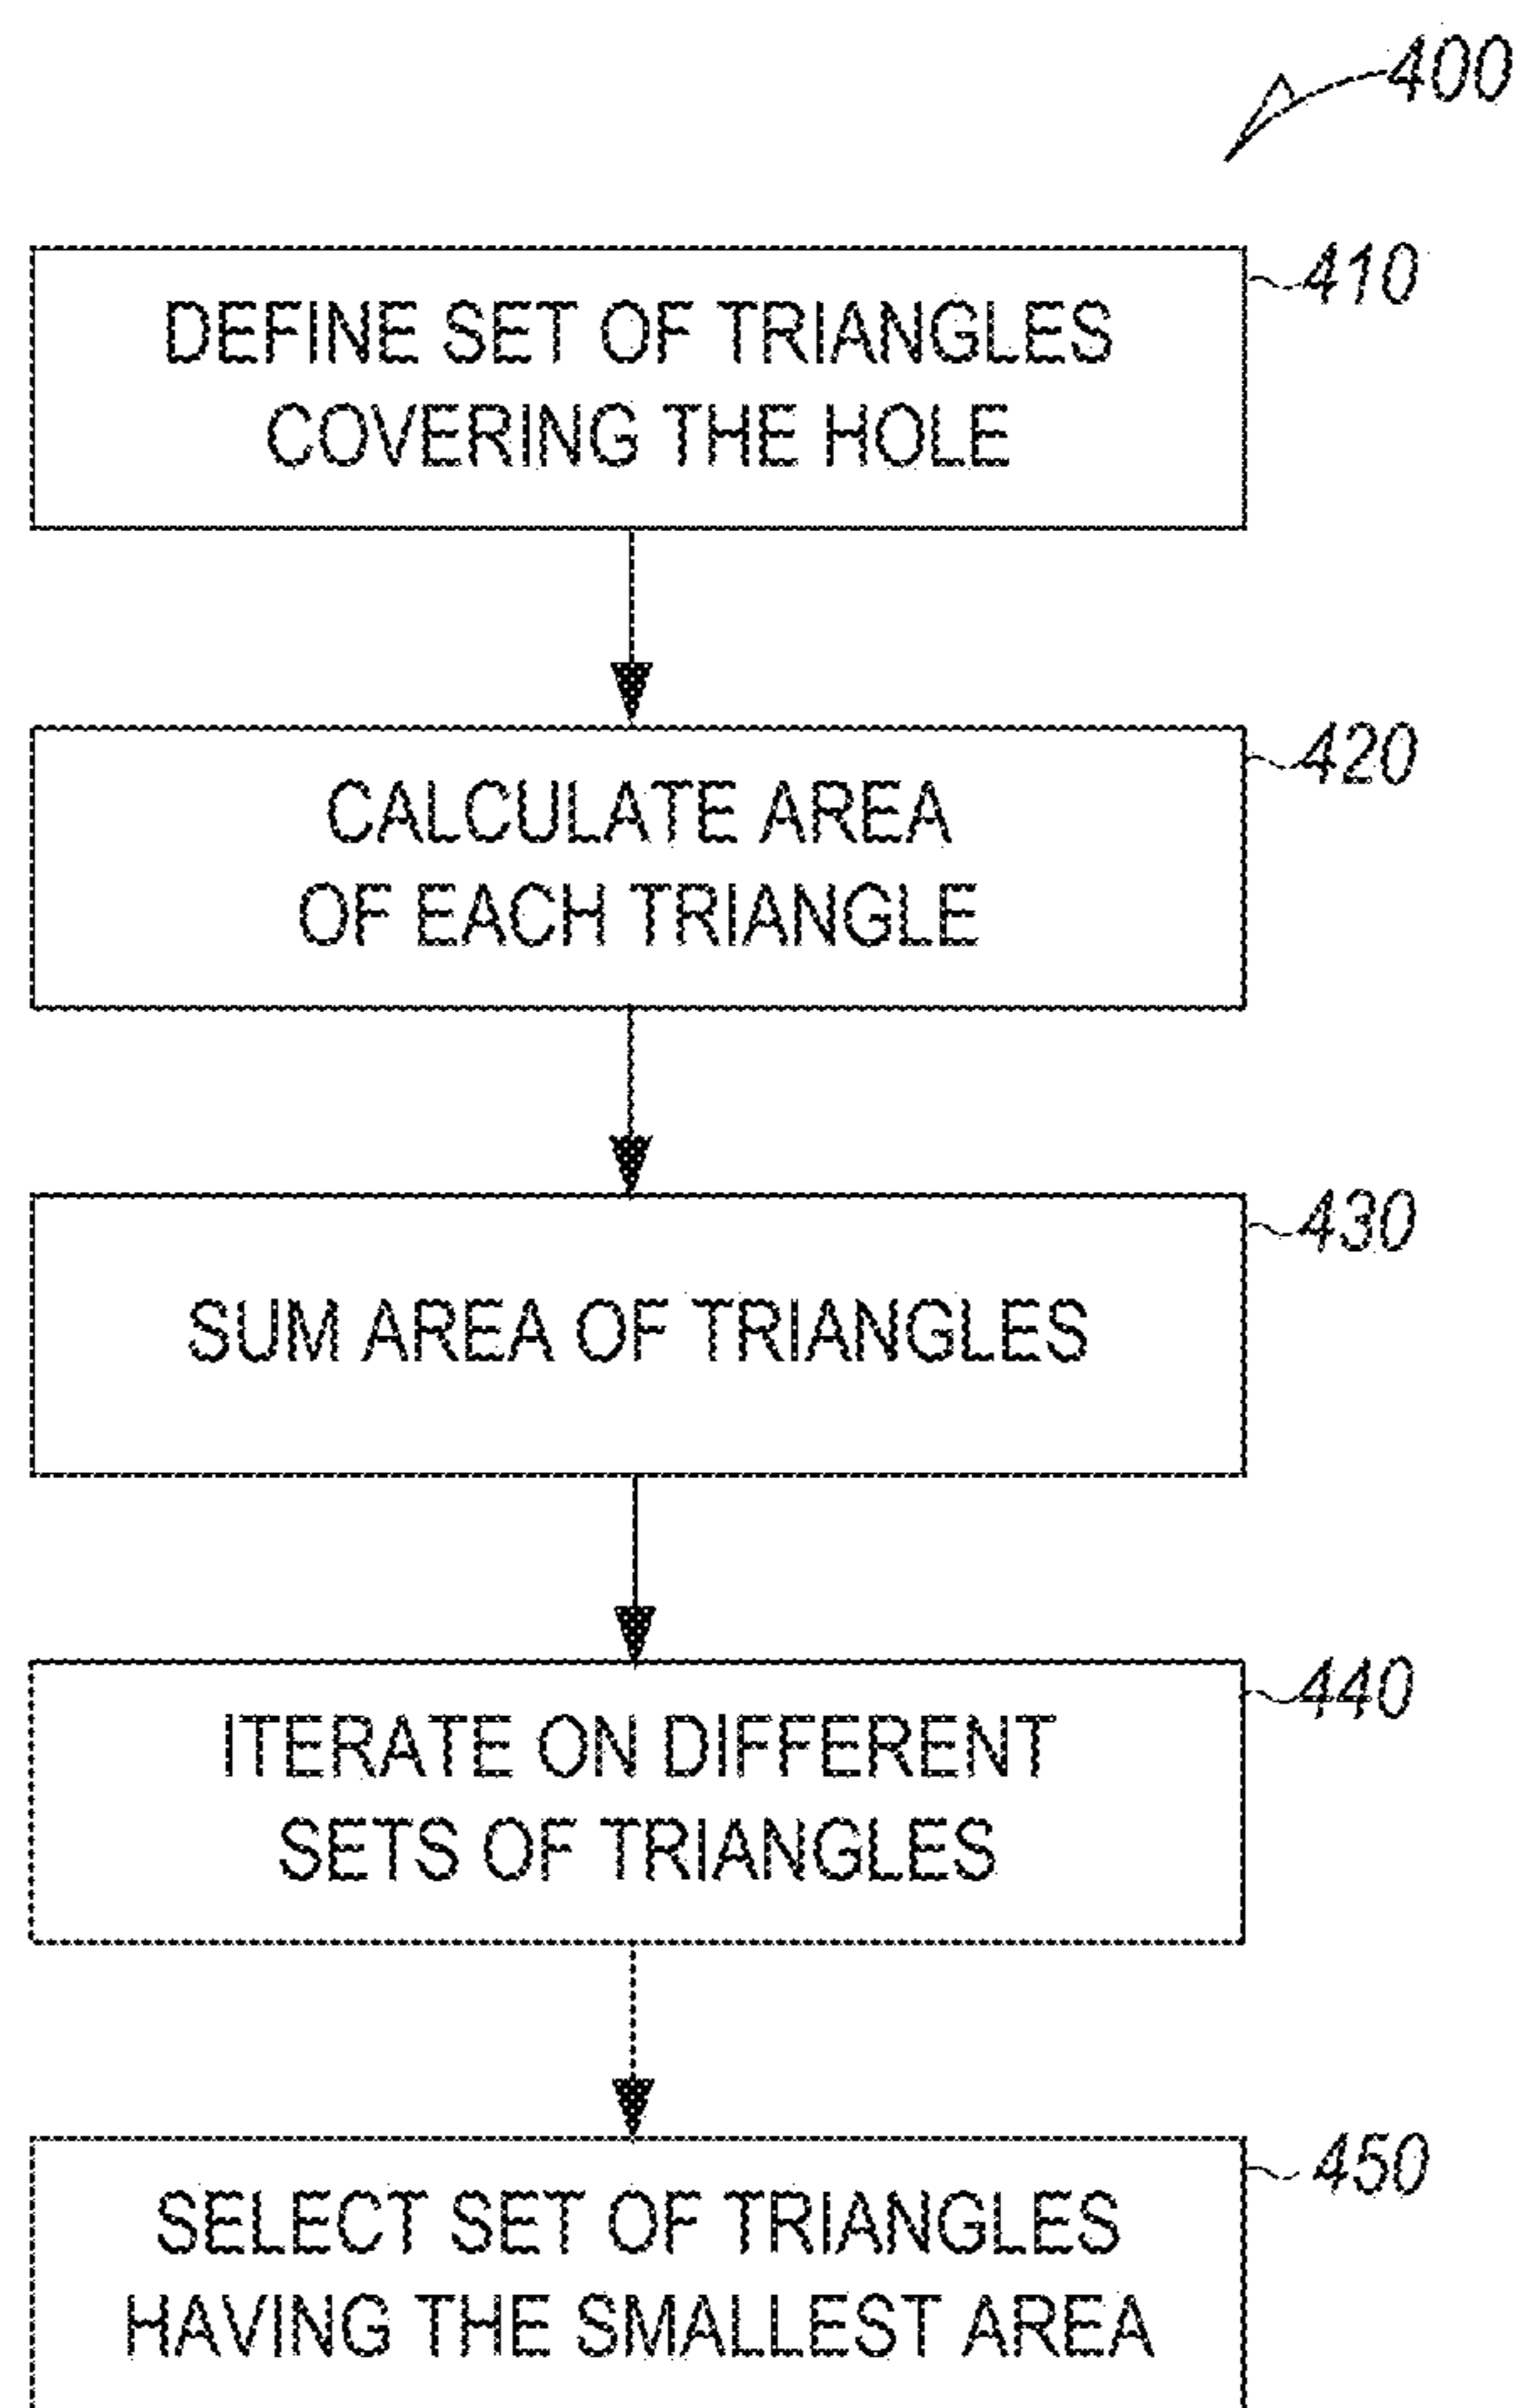 400
410
DEFINE SET OF TRIANGLES
COVERING THE HOLE
420
CALCULATE AREA
OF EACH TRIANGLE
430
SUM AREA OF TRIANGLES
440
ITERATE ON DIFFERENT
SETS OF TRIANGLES
450
SELECT SET OF TRIANGLES
HAVING THE SMALLEST AREA